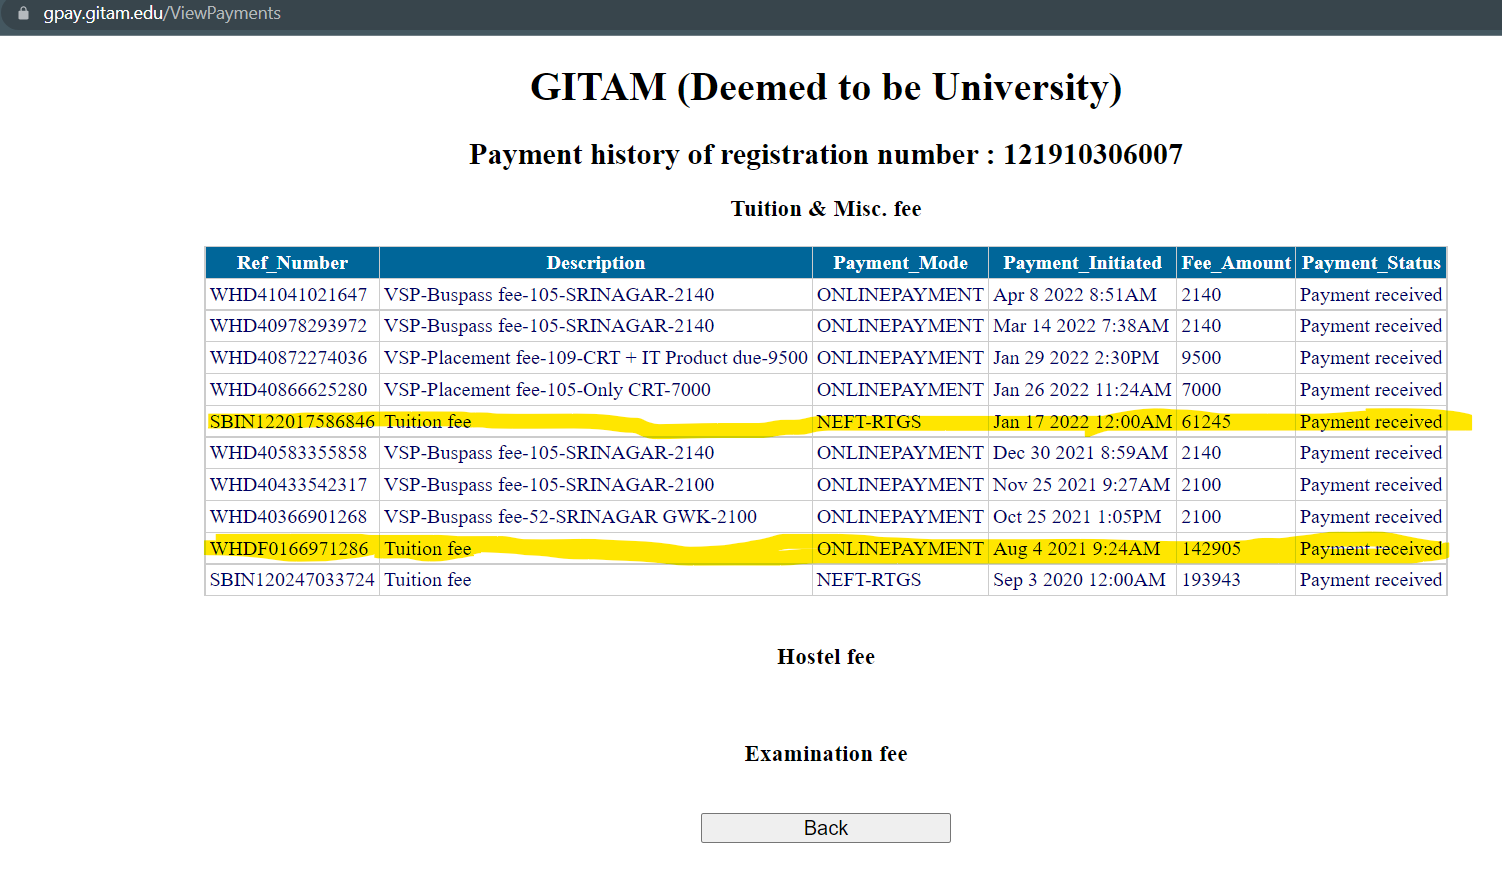 gpay.gitam.edu/ViewPayments
GITAM (Deemed to be University)
Payment history of registration number : 121910306007
Tuition & Misc. fee
Ref_Number Description Payment_Mode Payment_Initiated Fee_Amount Payment_Status
WHD41041021647 VSP-Buspass fee-105-SRINAGAR-2140 ONLINEPAYMENT Apr 8 2022 8:51AM 2140 Payment received
WHD40978293972 VSP-Buspass fee-105-SRINAGAR-2140 ONLINEPAYMENT Mar 14 2022 7:38AM 2140 Payment received
WHD40872274036 VSP-Placement fee-109-CRT + IT Product due-9500 ONLINEPAYMENT Jan 29 2022 2:30PM 9500 Payment received
WHD40866625280 VSP-Placement fee-105-Only CRT-7000 ONLINEPAYMENT Jan 26 2022 11:24AM 7000 Payment received
SBIN122017586846 Tuition fee NEFT-RTGS Jan 17 2022 12:00AM 61245 Payment received
WHD40583355858 VSP-Buspass fee-105-SRINAGAR-2140 ONLINEPAYMENT Dec 30 2021 8:59AM 2140 Payment received
WHD40433542317 VSP-Buspass fee-105-SRINAGAR-2100 ONLINEPAYMENT Nov 25 2021 9:27AM 2100 Payment received
WHD40366901268 VSP-Buspass fee-52-SRINAGAR GWK-2100 ONLINEPAYMENT Oct 25 2021 1:05PM 2100 Payment received
WHDF0166971286 Tuition fee ONLINEPAYMENT Aug 4 2021 9:24AM 142905 Payment received
SBIN120247033724 Tuition fee NEFT-RTGS Sep 3 2020 12:00AM 193943 Payment received
Hostel fee
Examination fee
Back